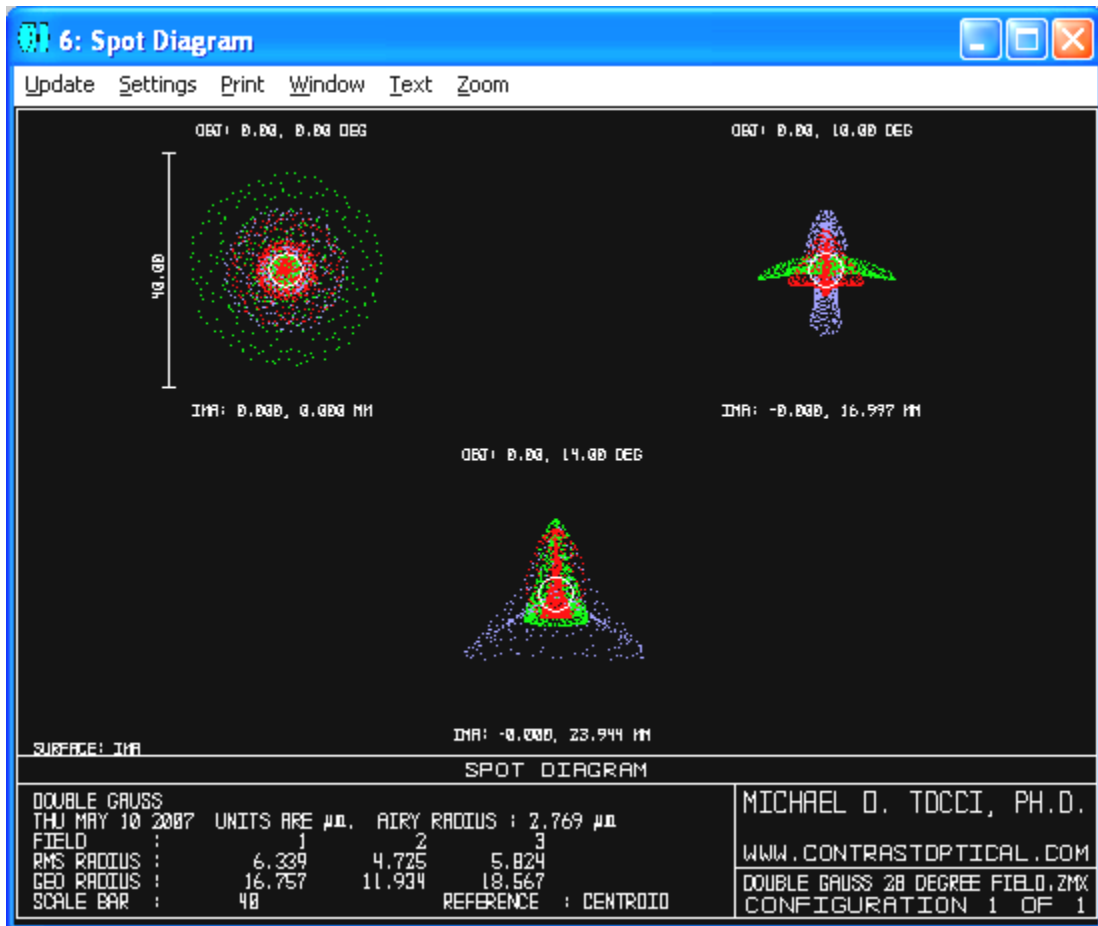 6: Spot Diagram
Update Settings Print Window Text Zoom
OBJ: 0.00, 0.00 DEG
OBJ: 0.00, 10.00 DEG
40.00
IMA: 0.000, 0.000 MM
IMA: -0.000, 16.997 MM
OBJ: 0.00, 14.00 DEG
IMA: -0.000, 23.944 MM
SURFACE: IMA
SPOT DIAGRAM
DOUBLE GAUSS
THU MAY 10 2007 UNITS ARE µm. AIRY RADIUS : 2.769 µm
FIELD : 1 2 3
RMS RADIUS : 6.339 4.725 5.824
GEO RADIUS : 16.757 11.934 18.567
SCALE BAR : 40 REFERENCE : CENTROID
MICHAEL D. TOCCI, PH.D.
WWW.CONTRASTOPTICAL.COM
DOUBLE GAUSS 28 DEGREE FIELD.ZMX
CONFIGURATION 1 OF 1